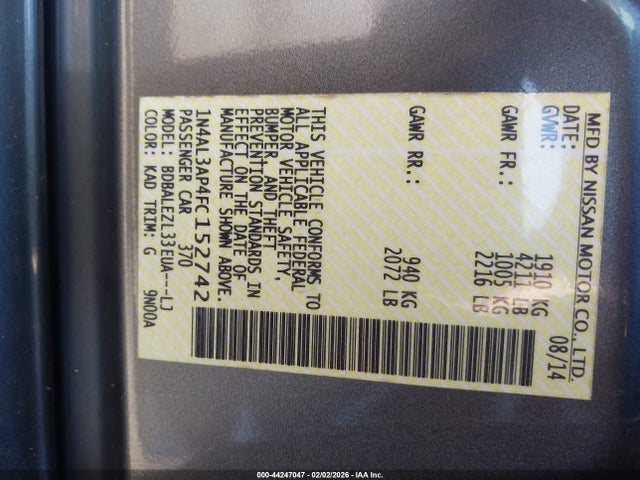 MFD BY NISSAN MOTOR CO., LTD.
DATE: 08/14
GVWR: 1910 KG
4211 LB
GAWR FR.: 1005 KG
2216 LB
GAWR RR.: 940 KG
2072 LB
THIS VEHICLE CONFORMS TO
ALL APPLICABLE FEDERAL
MOTOR VEHICLE SAFETY,
BUMPER, AND THEFT
PREVENTION STANDARDS IN
EFFECT ON THE DATE OF
MANUFACTURE SHOWN ABOVE.
1N4AL3AP4FC152742
PASSENGER CAR 370
MODEL: BDBALEZL33EUA---LJ
COLOR: KAD TRIM: G 9N00A
000-44247047 - 02/02/2026 - IAA Inc.